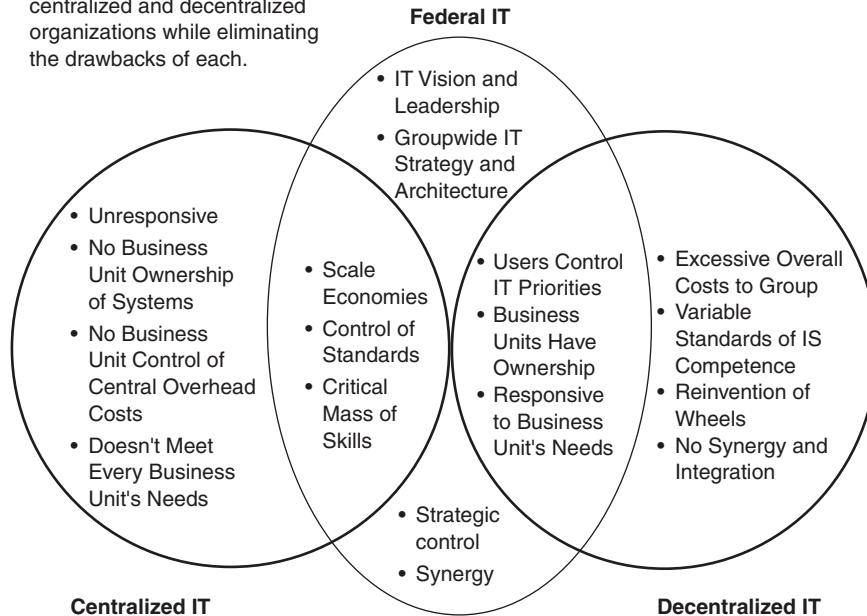 centralized and decentralized
organizations while eliminating
the drawbacks of each.
Federal IT
• IT Vision and
Leadership
• Groupwide IT
Strategy and
Architecture
• Unresponsive
• No Business
Unit Ownership
of Systems
• No Business
Unit Control of
Central Overhead
Costs
• Doesn't Meet
Every Business
Unit's Needs
• Scale
Economies
• Control of
Standards
• Critical
Mass of
Skills
• Users Control
IT Priorities
• Business
Units Have
Ownership
• Responsive
to Business
Unit's Needs
• Excessive Overall
Costs to Group
• Variable
Standards of IS
Competence
• Reinvention of
Wheels
• No Synergy and
Integration
• Strategic
control
• Synergy
Centralized IT
Decentralized IT